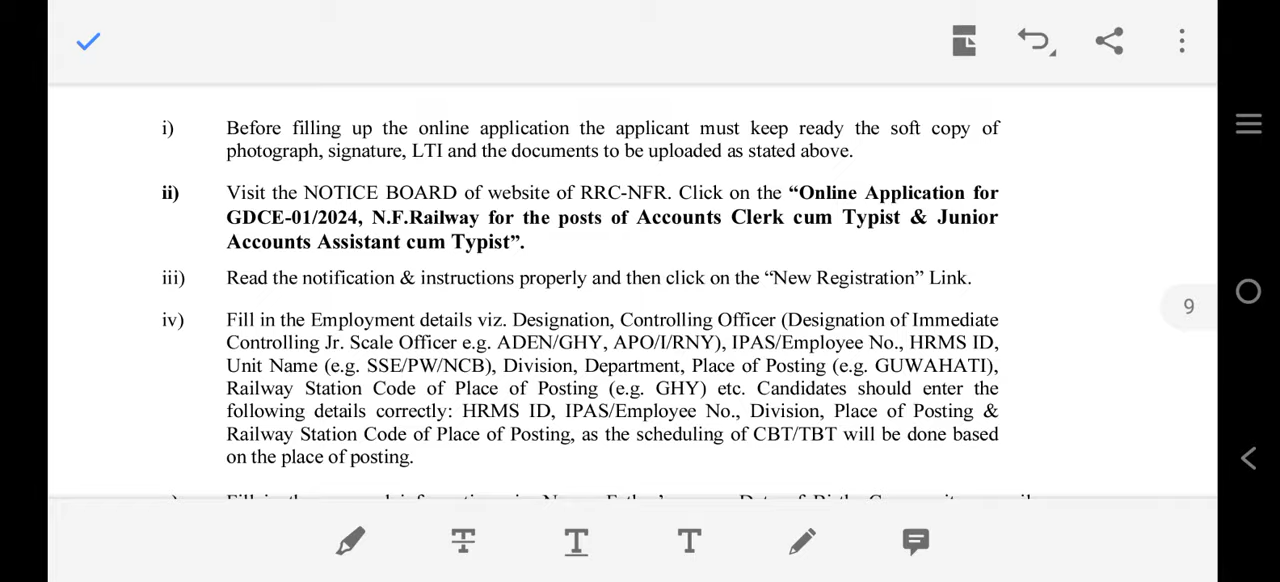 i) Before filling up the online application the applicant must keep ready the soft copy of
photograph, signature, LTI and the documents to be uploaded as stated above.
ii) Visit the NOTICE BOARD of website of RRC-NFR. Click on the “Online Application for
GDCE-01/2024, N.F.Railway for the posts of Accounts Clerk cum Typist & Junior
Accounts Assistant cum Typist”.
iii) Read the notification & instructions properly and then click on the “New Registration” Link.
iv) Fill in the Employment details viz. Designation, Controlling Officer (Designation of Immediate
Controlling Jr. Scale Officer e.g. ADEN/GHY, APO/I/RNY), IPAS/Employee No., HRMS ID,
Unit Name (e.g. SSE/PW/NCB), Division, Department, Place of Posting (e.g. GUWAHATI),
Railway Station Code of Place of Posting (e.g. GHY) etc. Candidates should enter the
following details correctly: HRMS ID, IPAS/Employee No., Division, Place of Posting &
Railway Station Code of Place of Posting, as the scheduling of CBT/TBT will be done based
on the place of posting.
9